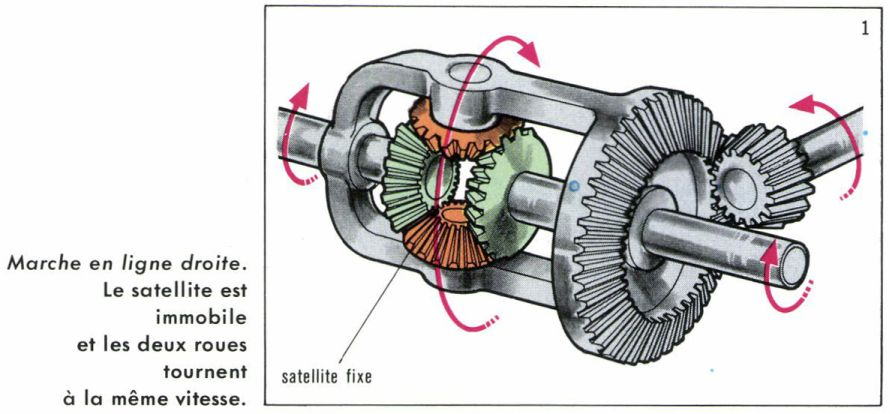 Marche en ligne droite.
Le satellite est
immobile
et les deux roues
tournent
à la même vitesse.
1
satellite fixe